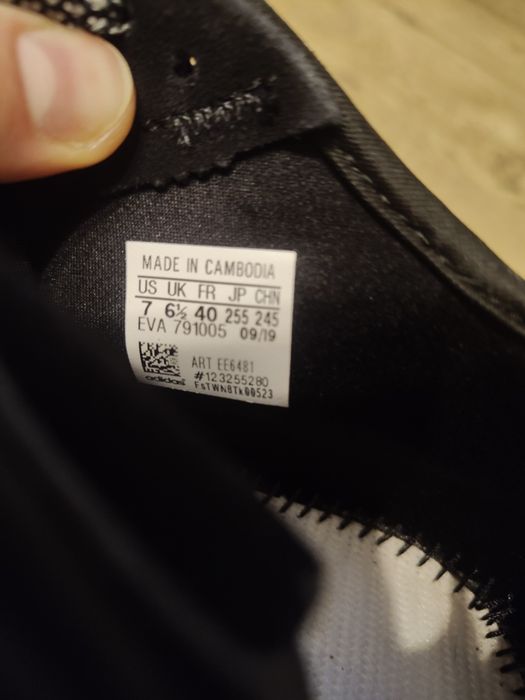 MADE IN CAMBODIA
US UK FR JP CHN
7 6½ 40 255 245
EVA 791005 09/19
ART EE6481
#123255280
adidas FsTWN8Tk00523